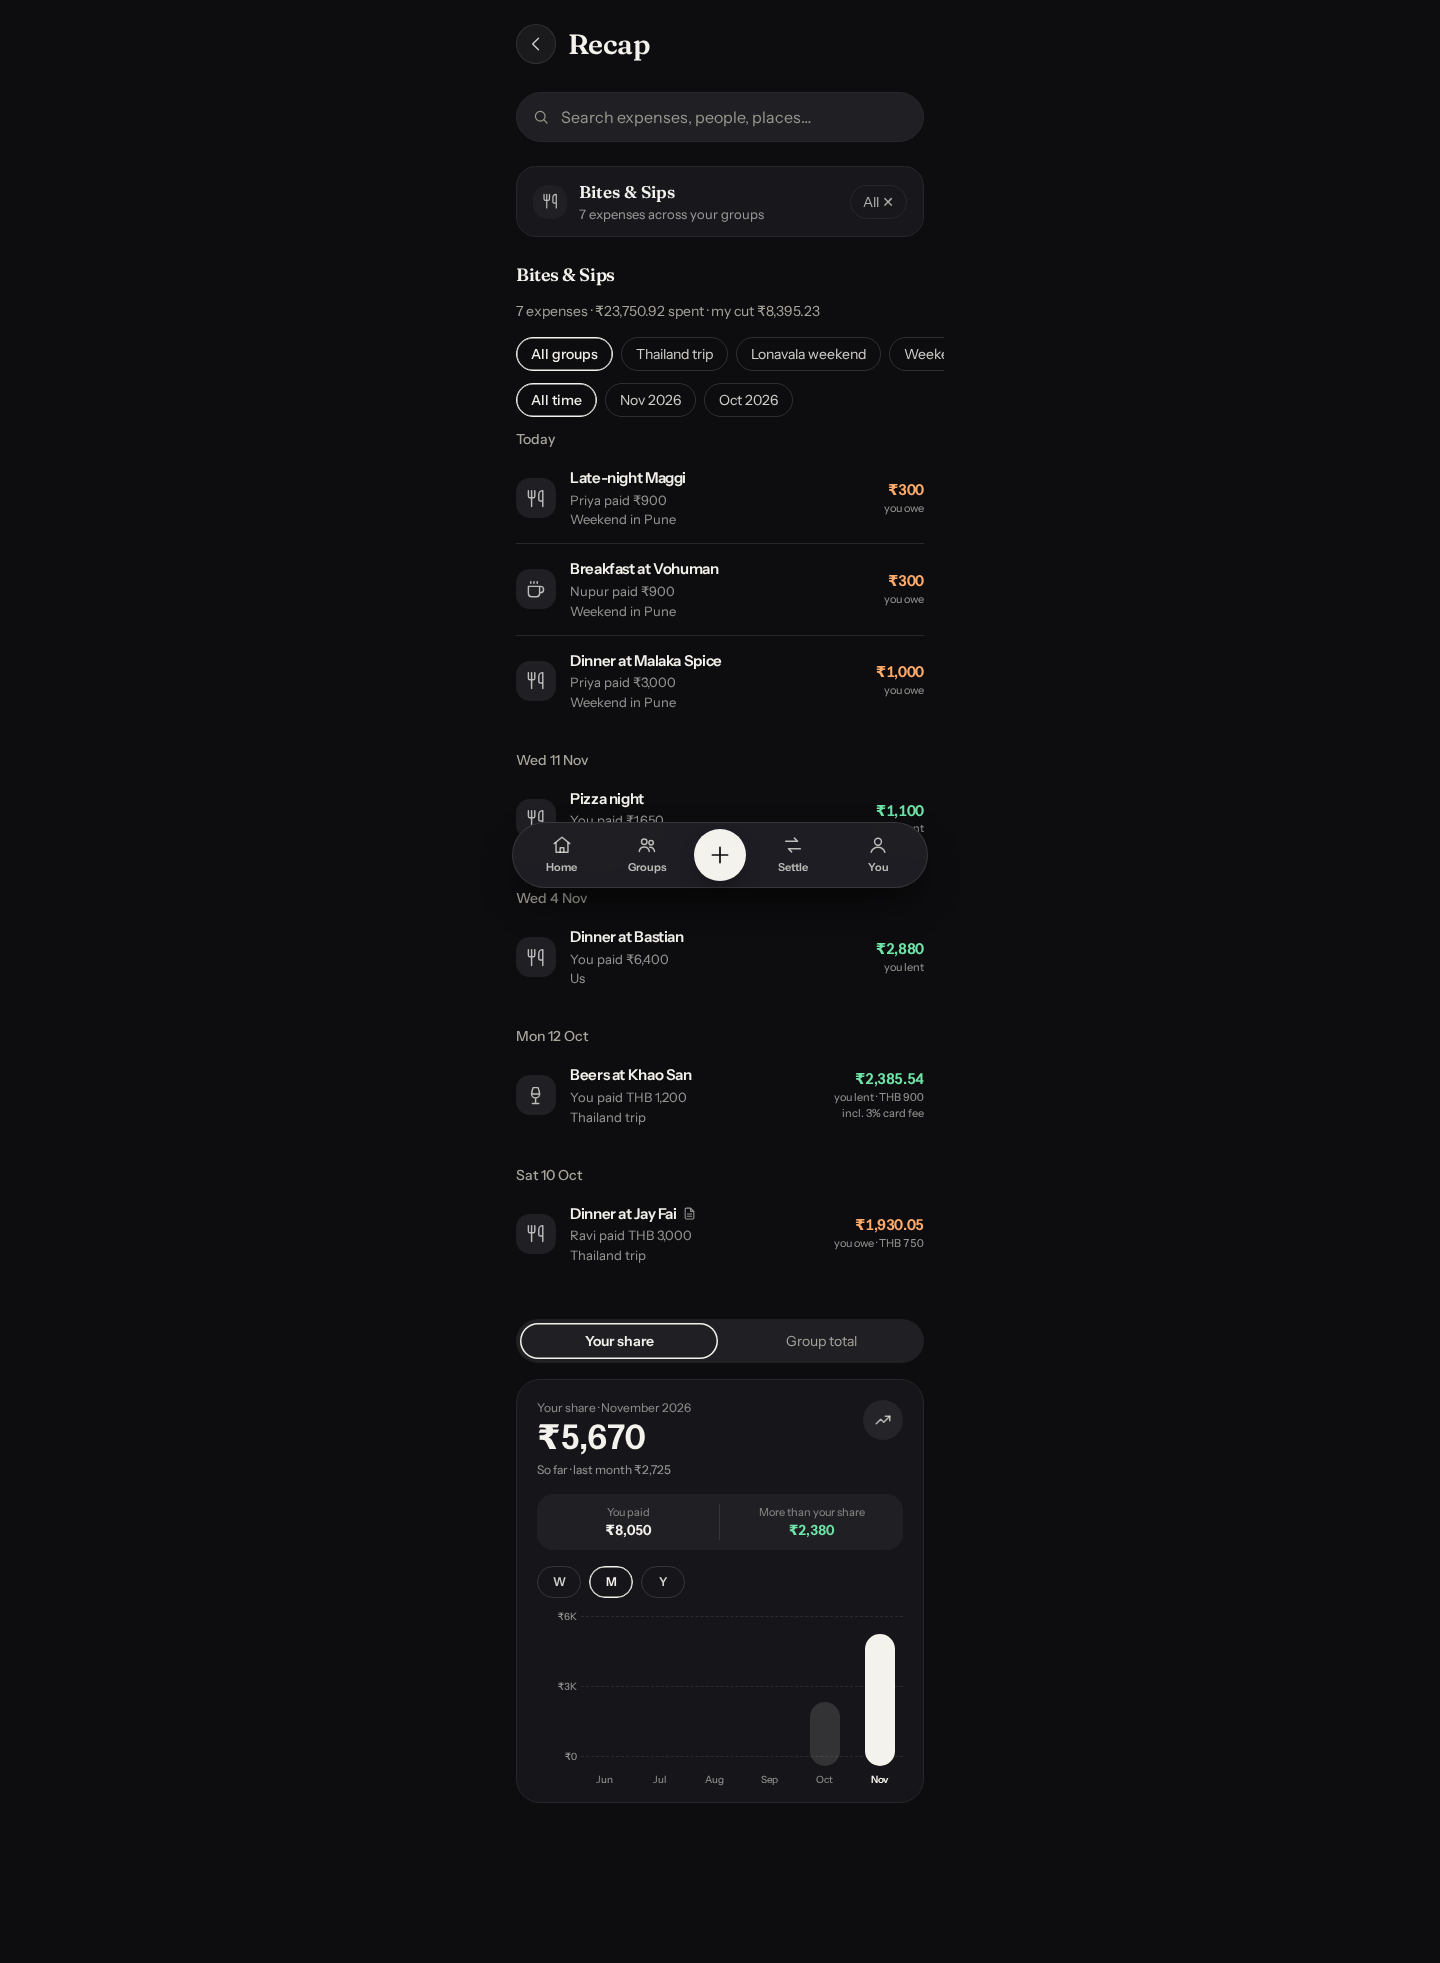 Recap
Search expenses, people, places...
Bites & Sips
7 expenses across your groups
All ✕
Bites & Sips
7 expenses · ₹23,750.92 spent · my cut ₹8,395.23
All groups
Thailand trip
Lonavala weekend
Weeke
All time
Nov 2026
Oct 2026
Today
Late-night Maggi
Priya paid ₹900
Weekend in Pune
₹300
you owe
Breakfast at Vohuman
Nupur paid ₹900
Weekend in Pune
₹300
you owe
Dinner at Malaka Spice
Priya paid ₹3,000
Weekend in Pune
₹1,000
you owe
Wed 11 Nov
Pizza night
You paid ₹1,650
₹1,100
nt
Home
Groups
Settle
You
Wed 4 Nov
Dinner at Bastian
You paid ₹6,400
Us
₹2,880
you lent
Mon 12 Oct
Beers at Khao San
You paid THB 1,200
Thailand trip
₹2,385.54
you lent · THB 900
incl. 3% card fee
Sat 10 Oct
Dinner at Jay Fai
Ravi paid THB 3,000
Thailand trip
₹1,930.05
you owe · THB 750
Your share
Group total
Your share · November 2026
₹5,670
So far · last month ₹2,725
You paid
₹8,050
More than your share
₹2,380
W
M
Y
₹6K
₹3K
₹0
Jun
Jul
Aug
Sep
Oct
Nov